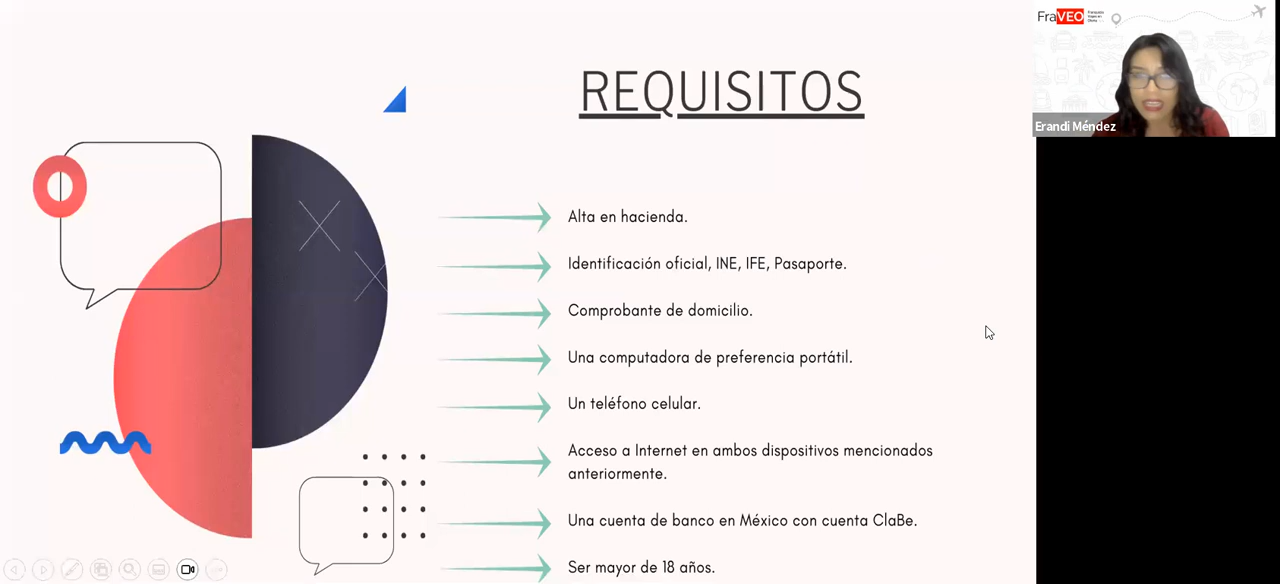 REQUISITOS
Alta en hacienda.
Identificación oficial, INE, IFE, Pasaporte.
Comprobante de domicilio.
Una computadora de preferencia portátil.
Un teléfono celular.
Acceso a Internet en ambos dispositivos mencionados
anteriormente.
Una cuenta de banco en México con cuenta ClaBe.
Ser mayor de 18 años.
FraVEO
Erandi Méndez